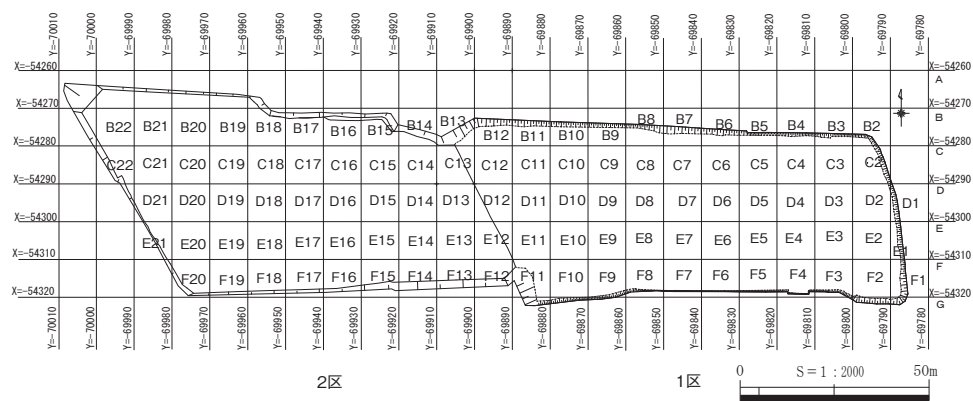 Y=-70010 Y=-70000 Y=-69990 Y=-69980 Y=-69970 Y=-69960 Y=-69950 Y=-69940 Y=-69930 Y=-69920 Y=-69910 Y=-69900 Y=-69890 Y=-69880 Y=-69870 Y=-69860 Y=-69850 Y=-69840 Y=-69830 Y=-69820 Y=-69810 Y=-69800 Y=-69790 Y=-69780
X=-54260 X=-54260
A
X=-54270 X=-54270
B
B22 B21 B20 B19 B18 B17 B16 B15 B14 B13 B12 B11 B10 B9 B8 B7 B6 B5 B4 B3 B2
X=-54280 X=-54280
C
C22 C21 C20 C19 C18 C17 C16 C15 C14 C13 C12 C11 C10 C9 C8 C7 C6 C5 C4 C3 C2
X=-54290 X=-54290
D
D21 D20 D19 D18 D17 D16 D15 D14 D13 D12 D11 D10 D9 D8 D7 D6 D5 D4 D3 D2 D1
X=-54300 X=-54300
E
E21 E20 E19 E18 E17 E16 E15 E14 E13 E12 E11 E10 E9 E8 E7 E6 E5 E4 E3 E2
X=-54310 X=-54310
F
F20 F19 F18 F17 F16 F15 F14 F13 F12 F11 F10 F9 F8 F7 F6 F5 F4 F3 F2 F1
X=-54320 X=-54320
G
Y=-70010 Y=-70000 Y=-69990 Y=-69980 Y=-69970 Y=-69960 Y=-69950 Y=-69940 Y=-69930 Y=-69920 Y=-69910 Y=-69900 Y=-69890 Y=-69880 Y=-69870 Y=-69860 Y=-69850 Y=-69840 Y=-69830 Y=-69820 Y=-69810 Y=-69800 Y=-69790 Y=-69780
2区 1区
0 S=1:2000 50m